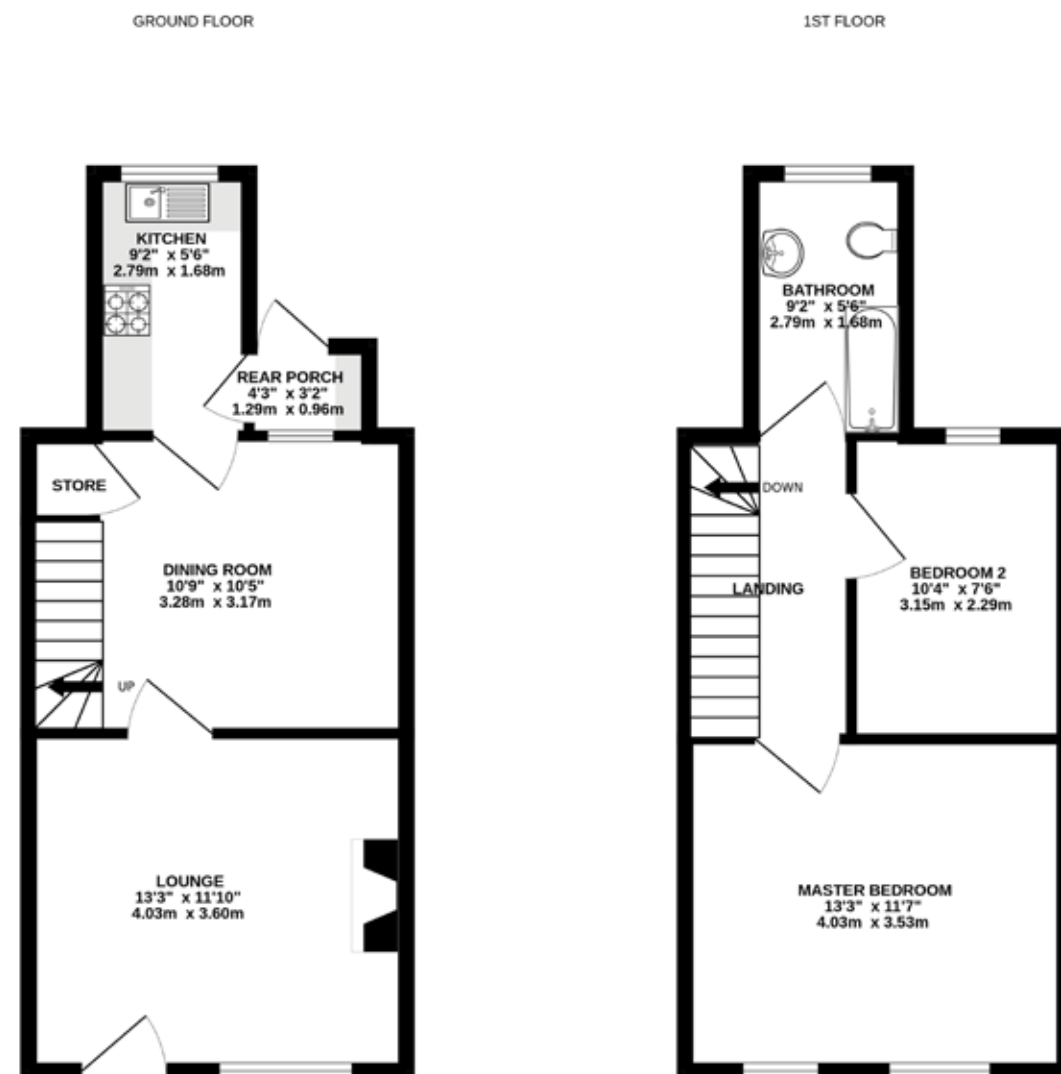 GROUND FLOOR
KITCHEN
9'2" x 5'6"
2.79m x 1.68m
REAR PORCH
4'3" x 3'2"
1.29m x 0.96m
STORE
DINING ROOM
10'9" x 10'5"
3.28m x 3.17m
UP
LOUNGE
13'3" x 11'10"
4.03m x 3.60m
1ST FLOOR
BATHROOM
9'2" x 5'6"
2.79m x 1.68m
DOWN
LANDING
BEDROOM 2
10'4" x 7'6"
3.15m x 2.29m
MASTER BEDROOM
13'3" x 11'7"
4.03m x 3.53m